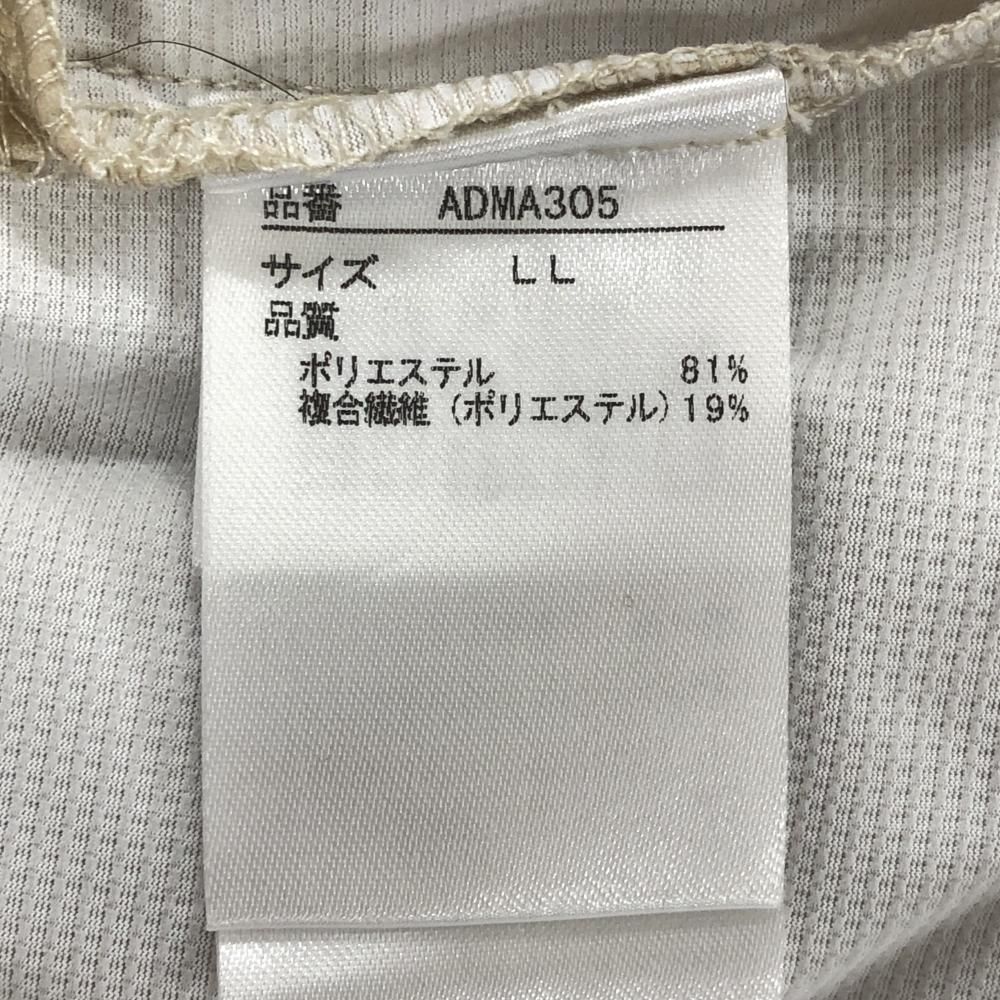 品番 ADMA305
サイズ LL
品質
ポリエステル 81%
複合繊維 (ポリエステル) 19%